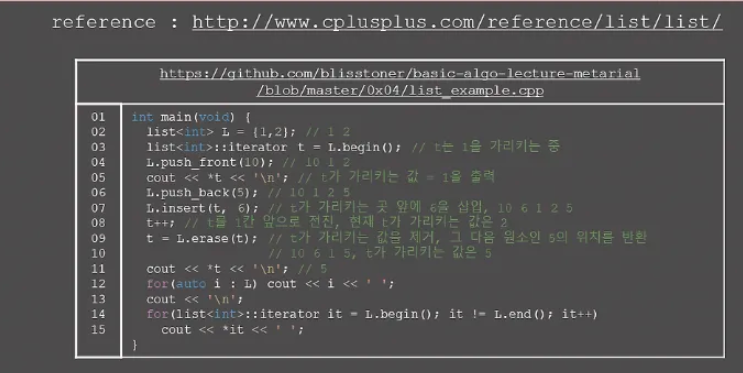 reference : http://www.cplusplus.com/reference/list/list/
https://github.com/blisstoner/basic-algo-lecture-metarial
/blob/master/0x04/list_example.cpp
01 int main(void) {
02 list<int> L = {1,2}; // 1 2
03 list<int>::iterator t = L.begin(); // t는 1을 가리키는 중
04 L.push_front(10); // 10 1 2
05 cout << *t << '\n'; // t가 가리키는 값 = 1을 출력
06 L.push_back(5); // 10 1 2 5
07 L.insert(t, 6); // t가 가리키는 곳 앞에 6을 삽입, 10 6 1 2 5
08 t++; // t를 1칸 앞으로 전진, 현재 t가 가리키는 값은 2
09 t = L.erase(t); // t가 가리키는 값을 제거, 그 다음 원소인 5의 위치를 반환
10 // 10 6 1 5, t가 가리키는 값은 5
11 cout << *t << '\n'; // 5
12 for(auto i : L) cout << i << ' ';
13 cout << '\n';
14 for(list<int>::iterator it = L.begin(); it != L.end(); it++)
15 cout << *it << ' ';
}